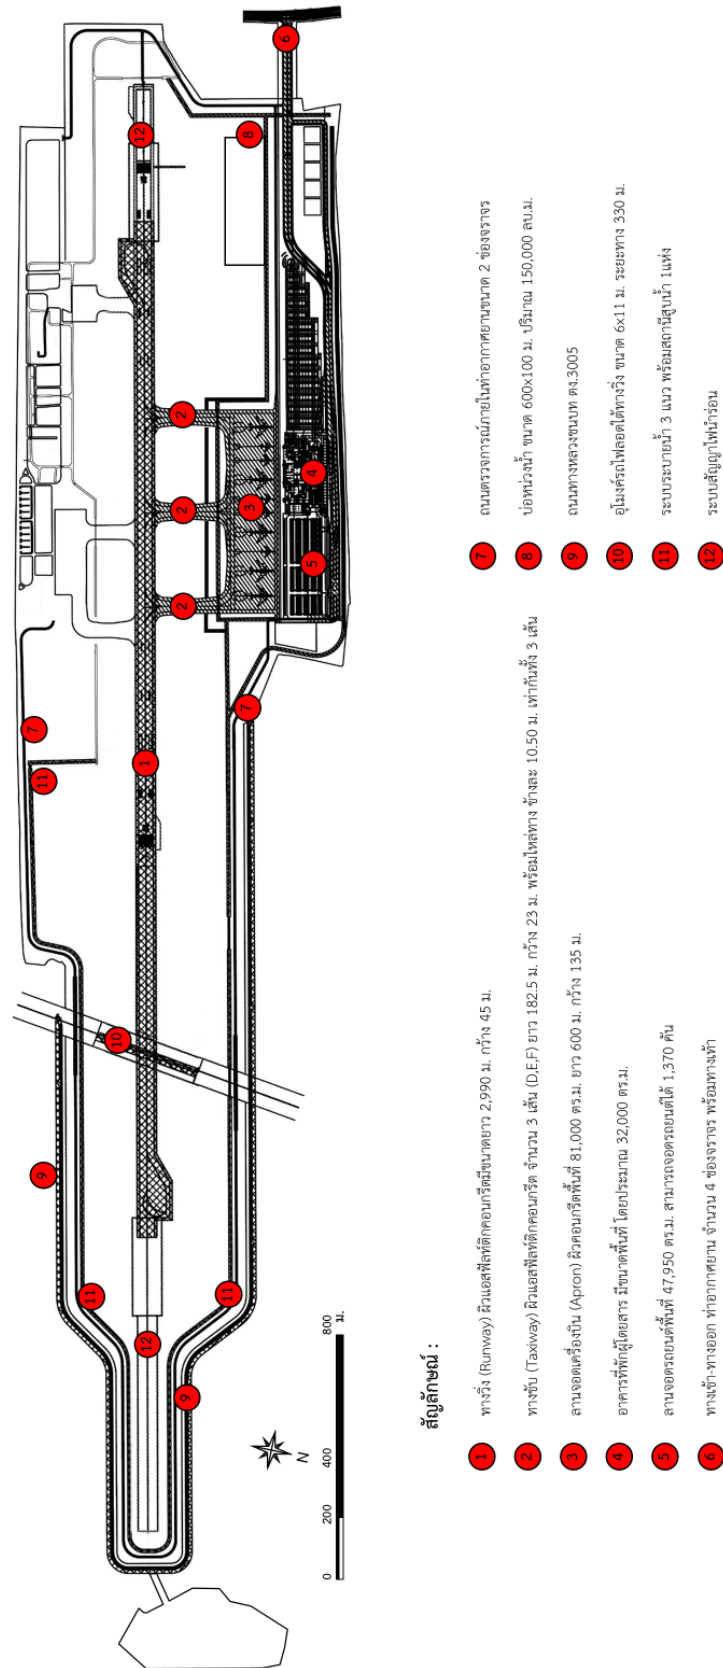 สัญลักษณ์ :
1 ทางวิ่ง (Runway) ผิวแอสฟัลท์ติกคอนกรีตมีขนาดยาว 2,990 ม. กว้าง 45 ม.
2 ทางขับ (Taxiway) ผิวแอสฟัลท์ติกคอนกรีต จำนวน 3 เส้น (D,E,F) ยาว 182.5 ม. กว้าง 23 ม. พร้อมไหล่ทาง ข้างละ 10.50 ม. เท่ากันทั้ง 3 เส้น
3 ลานจอดเครื่องบิน (Apron) ผิวคอนกรีตพื้นที่ 81,000 ตร.ม. ยาว 600 ม. กว้าง 135 ม.
4 อาคารที่พักผู้โดยสาร มีขนาดพื้นที่ โดยประมาณ 32,000 ตร.ม.
5 ลานจอดรถยนต์พื้นที่ 47,950 ตร.ม. สามารถจอดรถยนต์ได้ 1,370 คัน
6 ทางเข้า-ทางออก ท่าอากาศยาน จำนวน 4 ช่องจราจร พร้อมทางเท้า
7 ถนนตรวจการณ์ภายในท่าอากาศยานขนาด 2 ช่องจราจร
8 บ่อหน่วงน้ำ ขนาด 600x100 ม. ปริมาณ 150,000 ลบ.ม.
9 ถนนทางหลวงชนบท ตง.3005
10 อุโมงค์รถไฟลอดใต้ทางวิ่ง ขนาด 6x11 ม. ระยะทาง 330 ม.
11 ระบบระบายน้ำ 3 แนว พร้อมสถานีสูบน้ำ 1แห่ง
12 ระบบสัญญาไฟนำร่อน
N
0 200 400 800 ม.
9
12
11
11
9
10
1
11
7
7
2
2
2
3
5
4
12
8
6